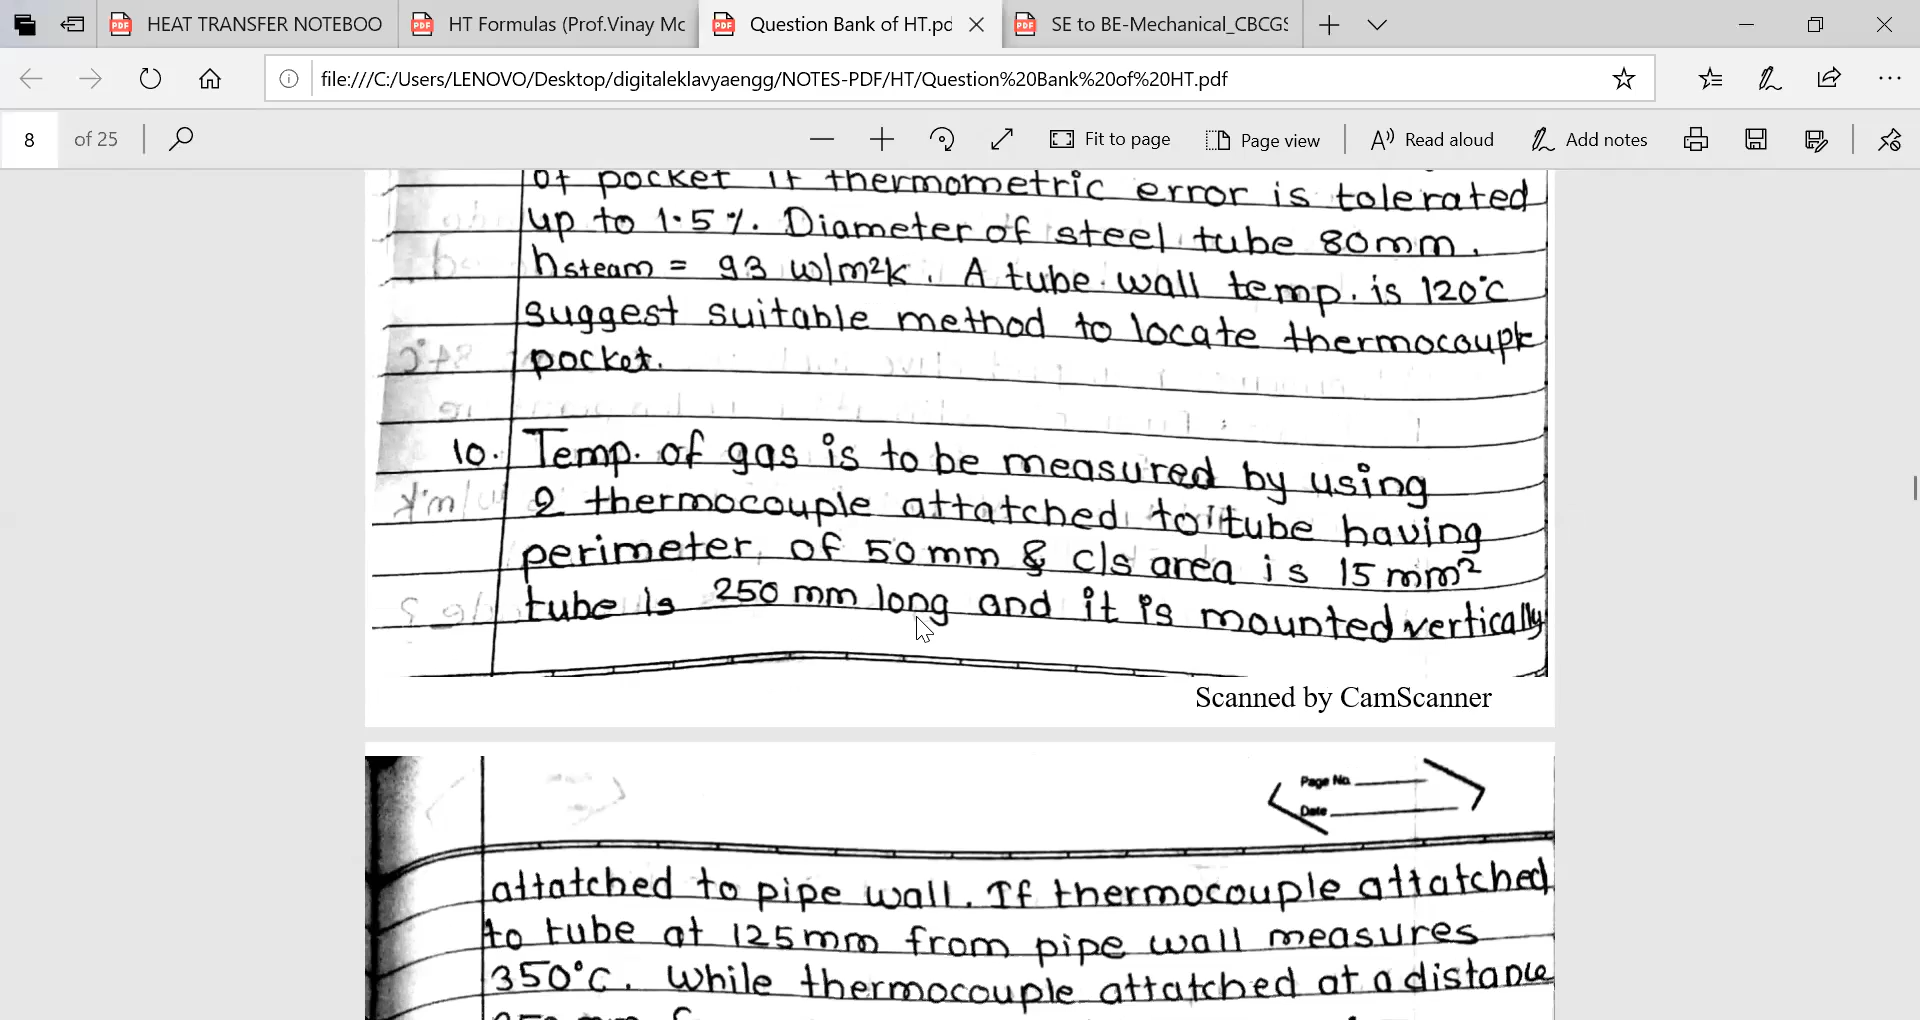 HEAT TRANSFER NOTEBOO
HT Formulas (Prof.Vinay Mc
Question Bank of HT.pd
SE to BE-Mechanical_CBCGS
file:///C:/Users/LENOVO/Desktop/digitaleklavyaengg/NOTES-PDF/HT/Question%20Bank%20of%20HT.pdf
8 of 25
Fit to page
Page view
Read aloud
Add notes
of pocket if thermometric error is tolerated
up to 1.5%. Diameter of steel tube 80mm.
hsteam = 93 w/m²k. A tube wall temp. is 120°c
suggest suitable method to locate thermocouple
pocket.
10. Temp. of gas is to be measured by using
2 thermocouple attatched to tube having
perimeter of 50 mm & c/s area is 15 mm²
tube is 250 mm long and it is mounted vertically
Scanned by CamScanner
Page No.
Date
attatched to pipe wall. If thermocouple attatched
to tube at 125mm from pipe wall measures
350°c. While thermocouple attatched at a distance